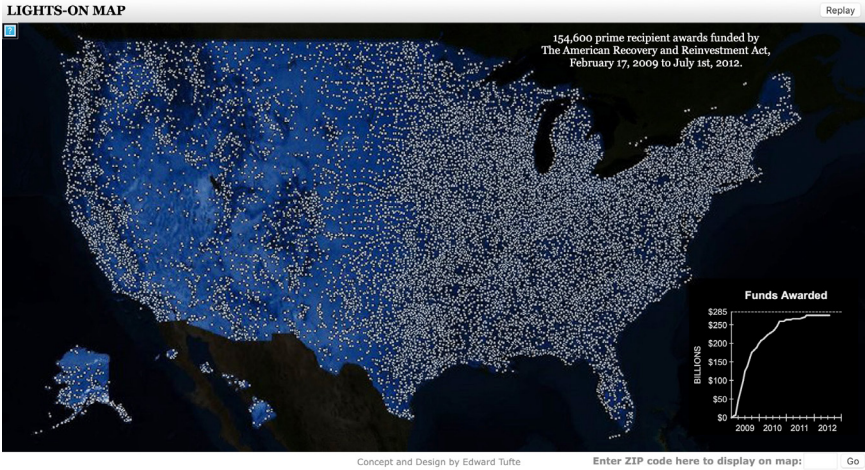 LIGHTS-ON MAP
Replay
?
154,600 prime recipient awards funded by
The American Recovery and Reinvestment Act,
February 17, 2009 to July 1st, 2012.
Funds Awarded
$285
$250
$200
$150
$100
$50
$0
BILLIONS
2009 2010 2011 2012
Concept and Design by Edward Tufte
Enter ZIP code here to display on map:
Go